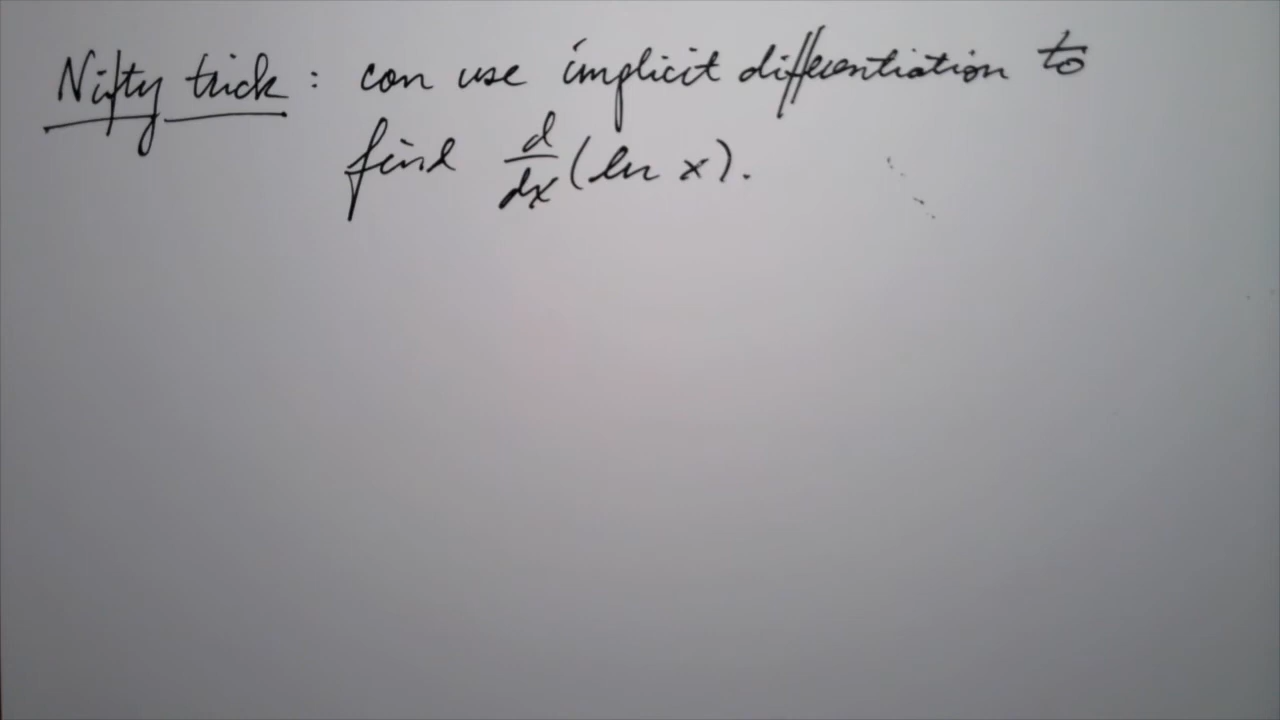 Nifty trick: can use implicit differentiation to
find d/dx (ln x).